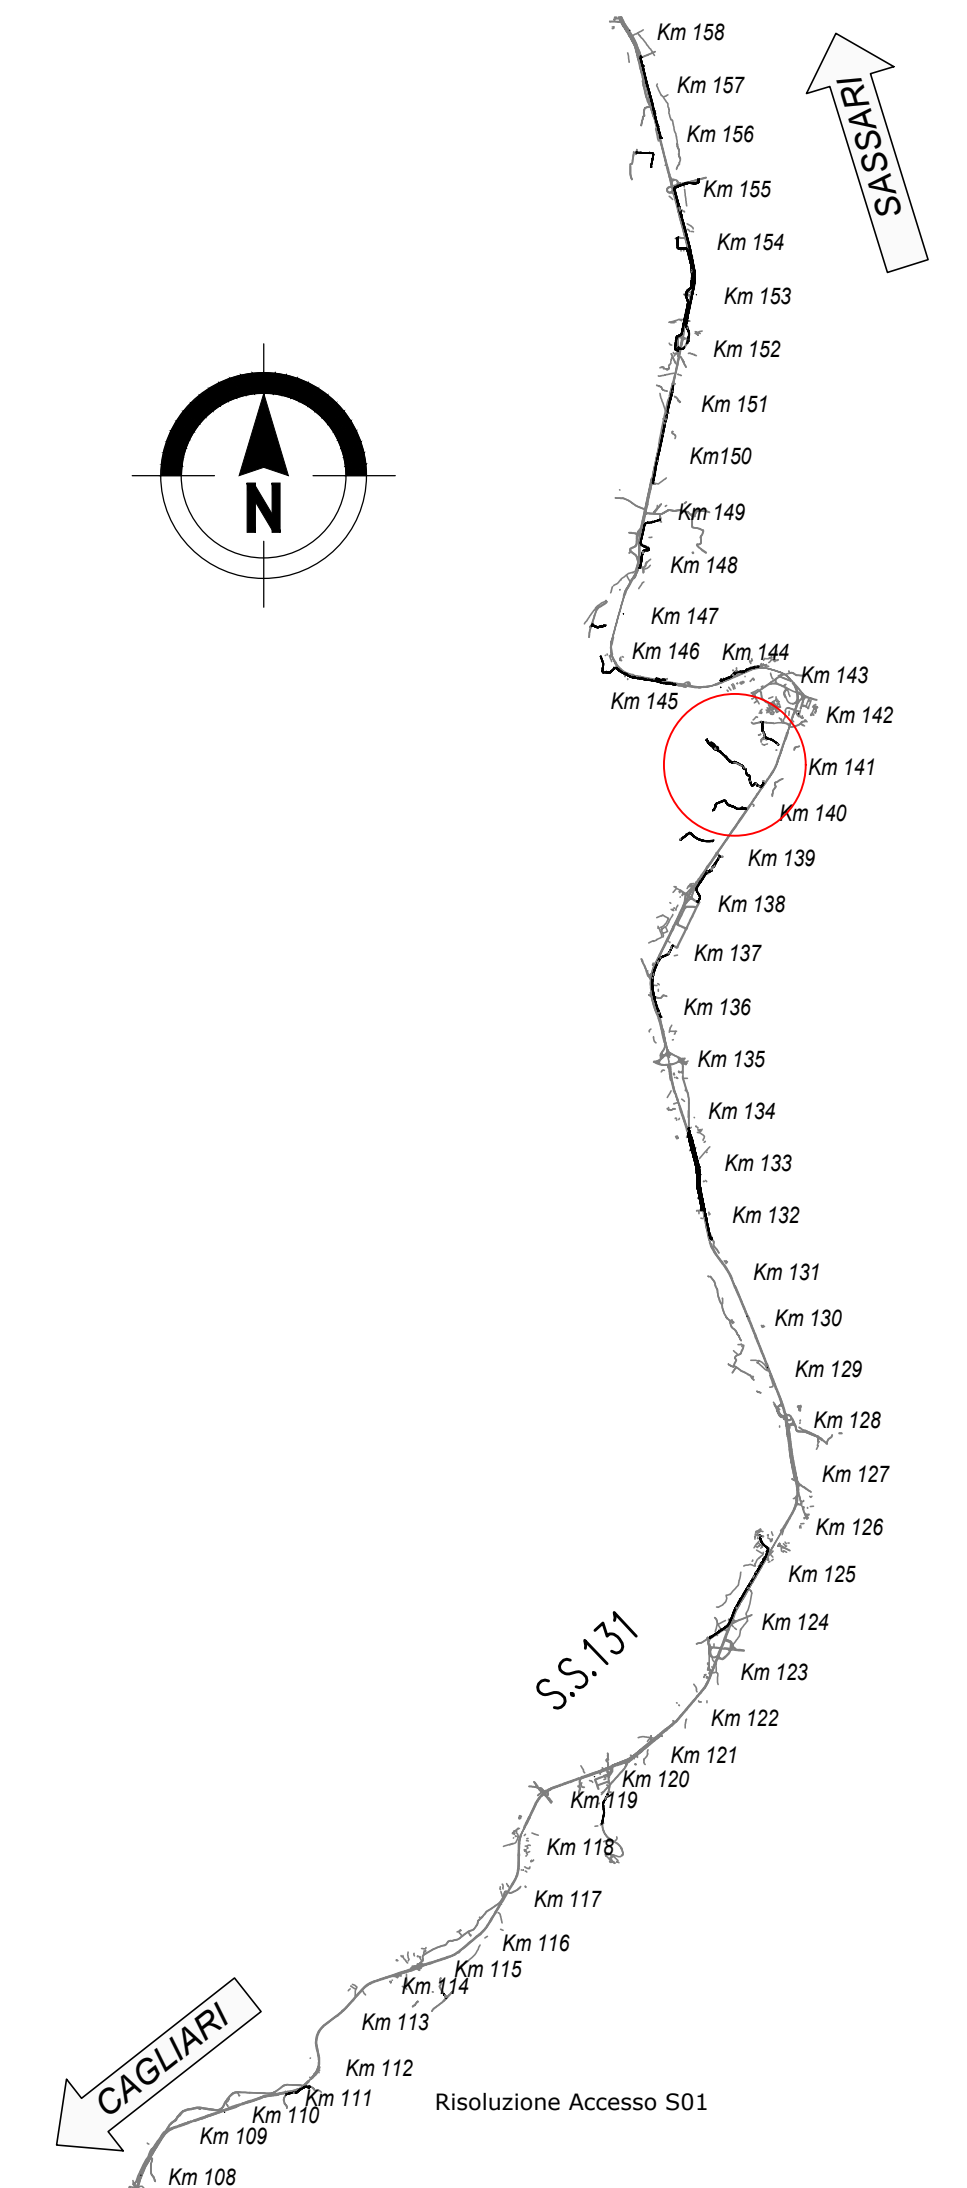 Km 158
Km 157
SASSARI
Km 156
Km 155
Km 154
Km 153
Km 152
Km 151
Km150
N
Km 149
Km 148
Km 147
Km 146
Km 144
Km 143
Km 145
Km 142
Km 141
Km 140
Km 139
Km 138
Km 137
Km 136
Km 135
Km 134
Km 133
Km 132
Km 131
Km 130
Km 129
Km 128
Km 127
Km 126
Km 125
Km 124
S.S.131
Km 123
Km 122
Km 121
Km 120
Km 119
Km 118
Km 117
Km 116
Km 115
Km 114
Km 113
CAGLIARI
Km 112
Km 111
Risoluzione Accesso S01
Km 110
Km 109
Km 108